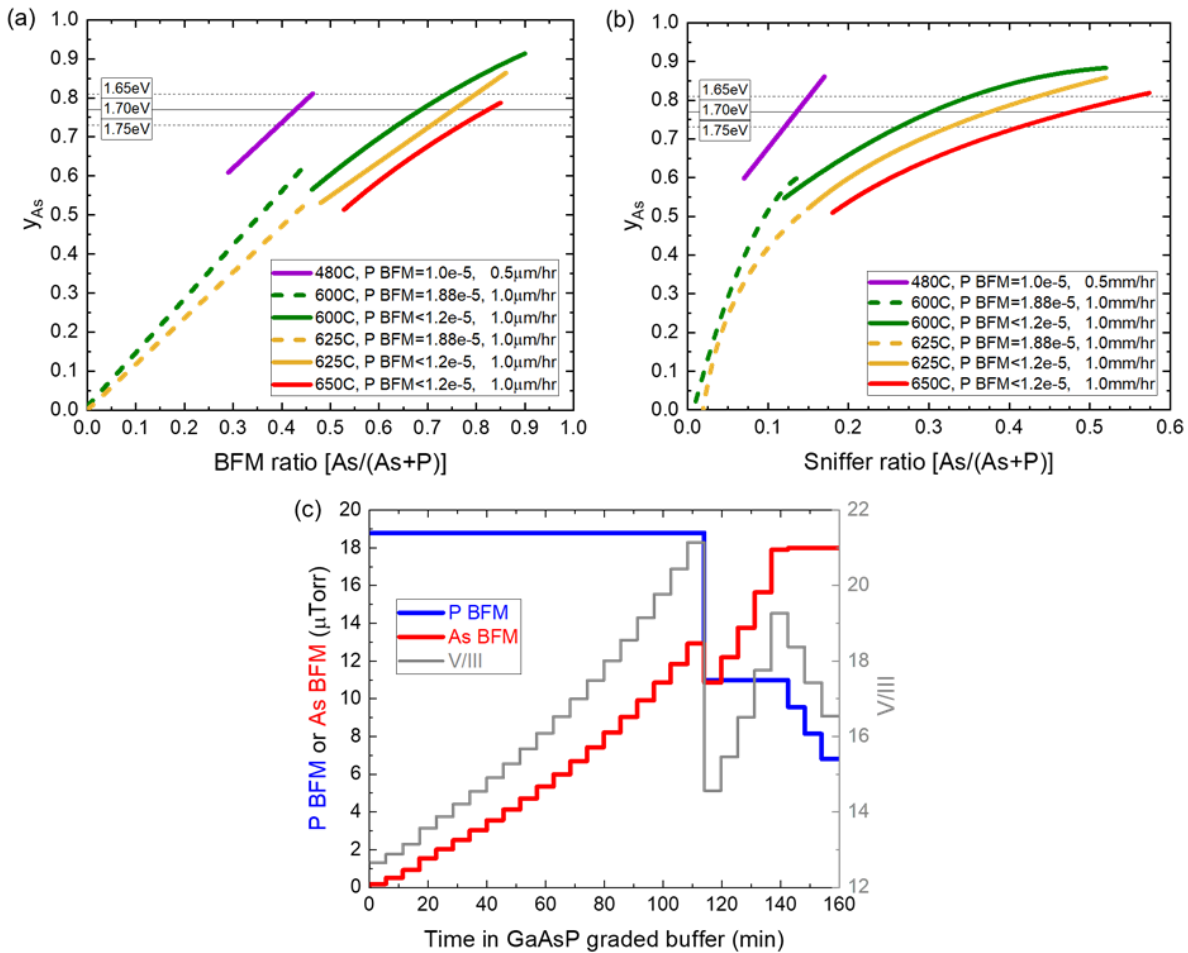 (a)
1.0
0.9
0.8
0.7
0.6
0.5
0.4
0.3
0.2
0.1
0.0
y_As
1.65eV
1.70eV
1.75eV
480C, P BFM=1.0e-5, 0.5μm/hr
600C, P BFM=1.88e-5, 1.0μm/hr
600C, P BFM<1.2e-5, 1.0μm/hr
625C, P BFM=1.88e-5, 1.0μm/hr
625C, P BFM<1.2e-5, 1.0μm/hr
650C, P BFM<1.2e-5, 1.0μm/hr
0.0 0.1 0.2 0.3 0.4 0.5 0.6 0.7 0.8 0.9 1.0
BFM ratio [As/(As+P)]
(b)
1.0
0.9
0.8
0.7
0.6
0.5
0.4
0.3
0.2
0.1
0.0
y_As
1.65eV
1.70eV
1.75eV
480C, P BFM=1.0e-5, 0.5mm/hr
600C, P BFM=1.88e-5, 1.0mm/hr
600C, P BFM<1.2e-5, 1.0mm/hr
625C, P BFM=1.88e-5, 1.0mm/hr
625C, P BFM<1.2e-5, 1.0mm/hr
650C, P BFM<1.2e-5, 1.0mm/hr
0.0 0.1 0.2 0.3 0.4 0.5 0.6
Sniffer ratio [As/(As+P)]
(c)
20
18
16
14
12
10
8
6
4
2
0
P BFM or As BFM (μTorr)
P BFM
As BFM
V/III
22
20
18
16
14
12
V/III
0 20 40 60 80 100 120 140 160
Time in GaAsP graded buffer (min)